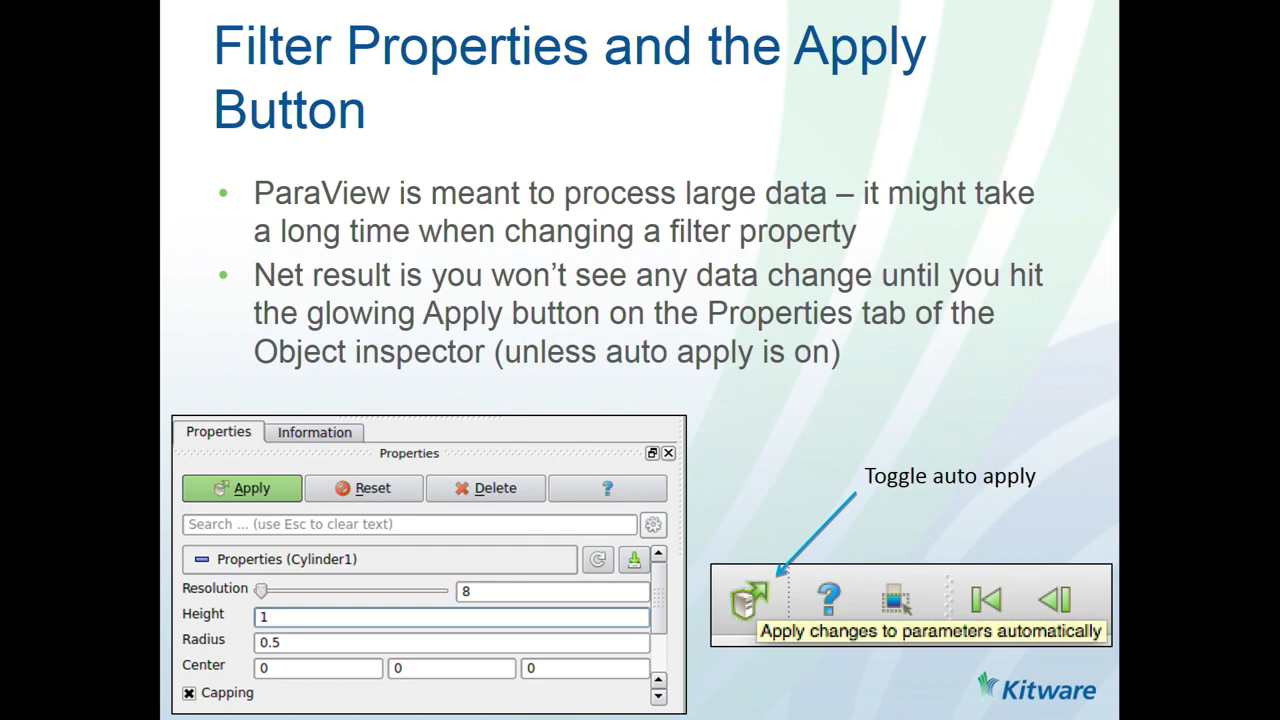 Filter Properties and the Apply
Button
• ParaView is meant to process large data – it might take
a long time when changing a filter property
• Net result is you won't see any data change until you hit
the glowing Apply button on the Properties tab of the
Object inspector (unless auto apply is on)
Properties Information
Properties
Apply Reset Delete ?
Search ... (use Esc to clear text)
Properties (Cylinder1)
Resolution 8
Height 1
Radius 0.5
Center 0 0 0
Capping
Toggle auto apply
?
Apply changes to parameters automatically
Kitware